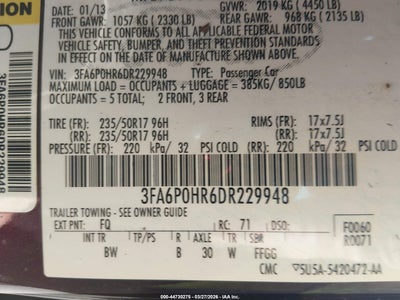 DATE: 01/13
GVWR: 2019 KG ( 4450 LB)
FRONT GAWR: 1057 KG ( 2330 LB)
REAR GAWR: 968 KG ( 2135 LB)
THIS VEHICLE CONFORMS TO ALL APPLICABLE FEDERAL MOTOR
VEHICLE SAFETY, BUMPER, AND THEFT PREVENTION STANDARDS
IN EFFECT ON THE DATE OF MANUFACTURE SHOWN ABOVE.
VIN: 3FA6P0HR6DR229948 TYPE: Passenger Car
MAXIMUM LOAD = OCCUPANTS + LUGGAGE = 385KG/ 850LB
OCCUPANTS = 5 TOTAL; 2 FRONT, 3 REAR
TIRE (FR): 235/50R17 96H RIMS (FR): 17x7.5J
TIRE (RR): 235/50R17 96H (RR): 17x7.5J
PRESSURE (FR): 220 kPa/ 32 PSI COLD (RR): 220 kPa/ 32 PSI COLD
3FA6P0HR6DR229948
TRAILER TOWING - SEE OWNER GUIDE
EXT PNT: FQ RC: 71 DSO: F0060
R0071
INT TR TP/PS R AXLE TR SBR
BW B 30 W FFGG
CMC 5U5A-5420472-AA
3FA6P0HR6DR229948
000-44730275 - 03/27/2026 - COPART